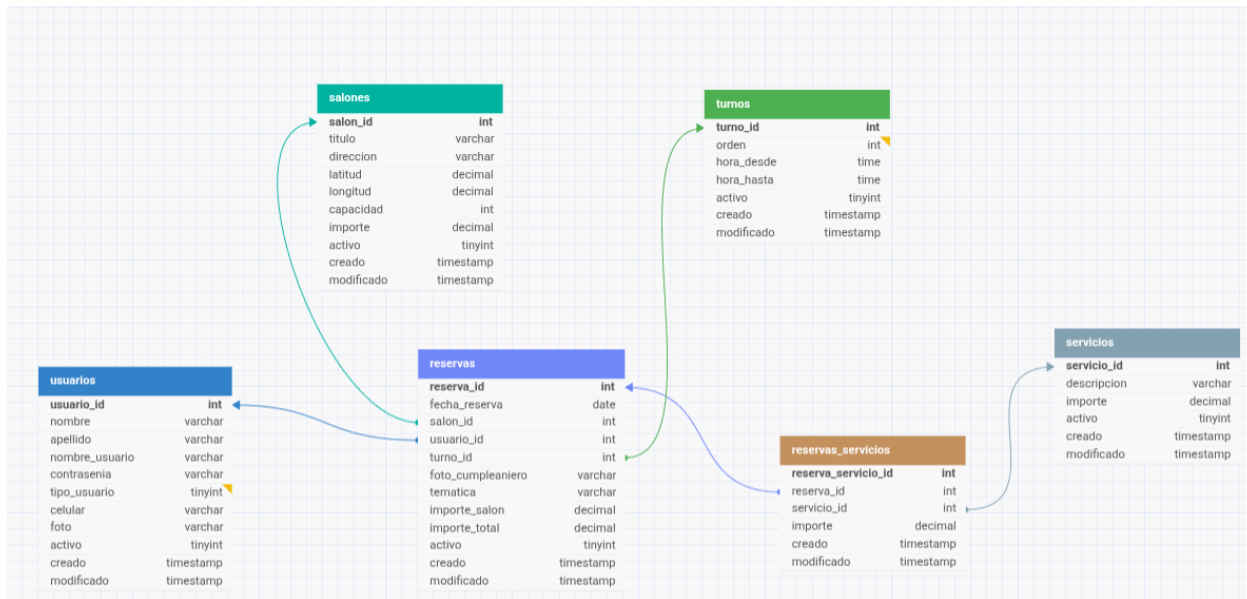 salones
salon_id int
titulo varchar
direccion varchar
latitud decimal
longitud decimal
capacidad int
importe decimal
activo tinyint
creado timestamp
modificado timestamp
turnos
turno_id int
orden int
hora_desde time
hora_hasta time
activo tinyint
creado timestamp
modificado timestamp
usuarios
usuario_id int
nombre varchar
apellido varchar
nombre_usuario varchar
contrasenia varchar
tipo_usuario tinyint
celular varchar
foto varchar
activo tinyint
creado timestamp
modificado timestamp
reservas
reserva_id int
fecha_reserva date
salon_id int
usuario_id int
turno_id int
foto_cumpleaniero varchar
tematica varchar
importe_salon decimal
importe_total decimal
activo tinyint
creado timestamp
modificado timestamp
reservas_servicios
reserva_servicio_id int
reserva_id int
servicio_id int
importe decimal
creado timestamp
modificado timestamp
servicios
servicio_id int
descripcion varchar
importe decimal
activo tinyint
creado timestamp
modificado timestamp